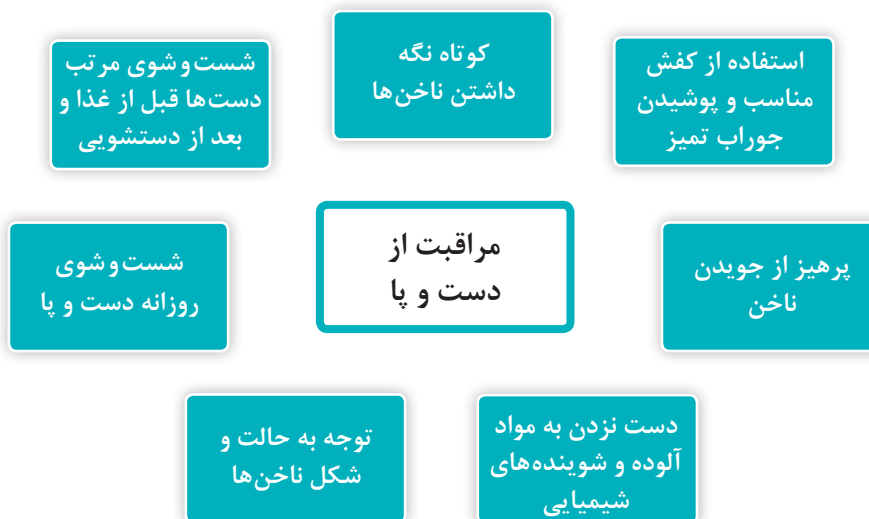 استفاده از کفش
مناسب و پوشیدن
جوراب تمیز
کوتاه نگه
داشتن ناخن‌ها
شست‌و‌شوی مرتب
دست‌ها قبل از غذا و
بعد از دستشویی
پرهیز از جویدن
ناخن
مراقبت از
دست و پا
شست‌و‌شوی
روزانه دست و پا
دست نزدن به مواد
آلوده و شوینده‌های
شیمیایی
توجه به حالت و
شکل ناخن‌ها